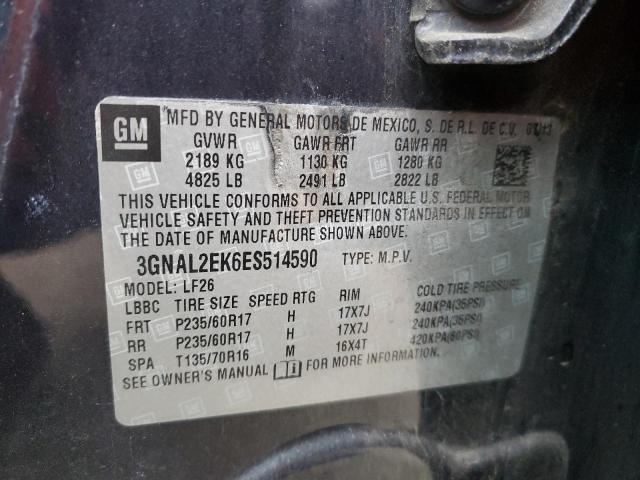 GM
MFD BY GENERAL MOTORS DE MEXICO, S. DE R.L. DE C.V.
GVWR GAWR FRT GAWR RR
2189 KG 1130 KG 1280 KG
4825 LB 2491 LB 2822 LB
THIS VEHICLE CONFORMS TO ALL APPLICABLE U.S. FEDERAL MOTOR
VEHICLE SAFETY AND THEFT PREVENTION STANDARDS IN EFFECT ON
THE DATE OF MANUFACTURE SHOWN ABOVE.
3GNAL2EK6ES514590 TYPE: M.P.V.
MODEL: LF26
LBBC TIRE SIZE SPEED RTG RIM COLD TIRE PRESSURE
FRT P235/60R17 H 17X7J 240KPA(35PSI)
RR P235/60R17 H 17X7J 240KPA(35PSI)
SPA T135/70R16 M 16X4T 420KPA(60PSI)
SEE OWNER'S MANUAL FOR MORE INFORMATION.